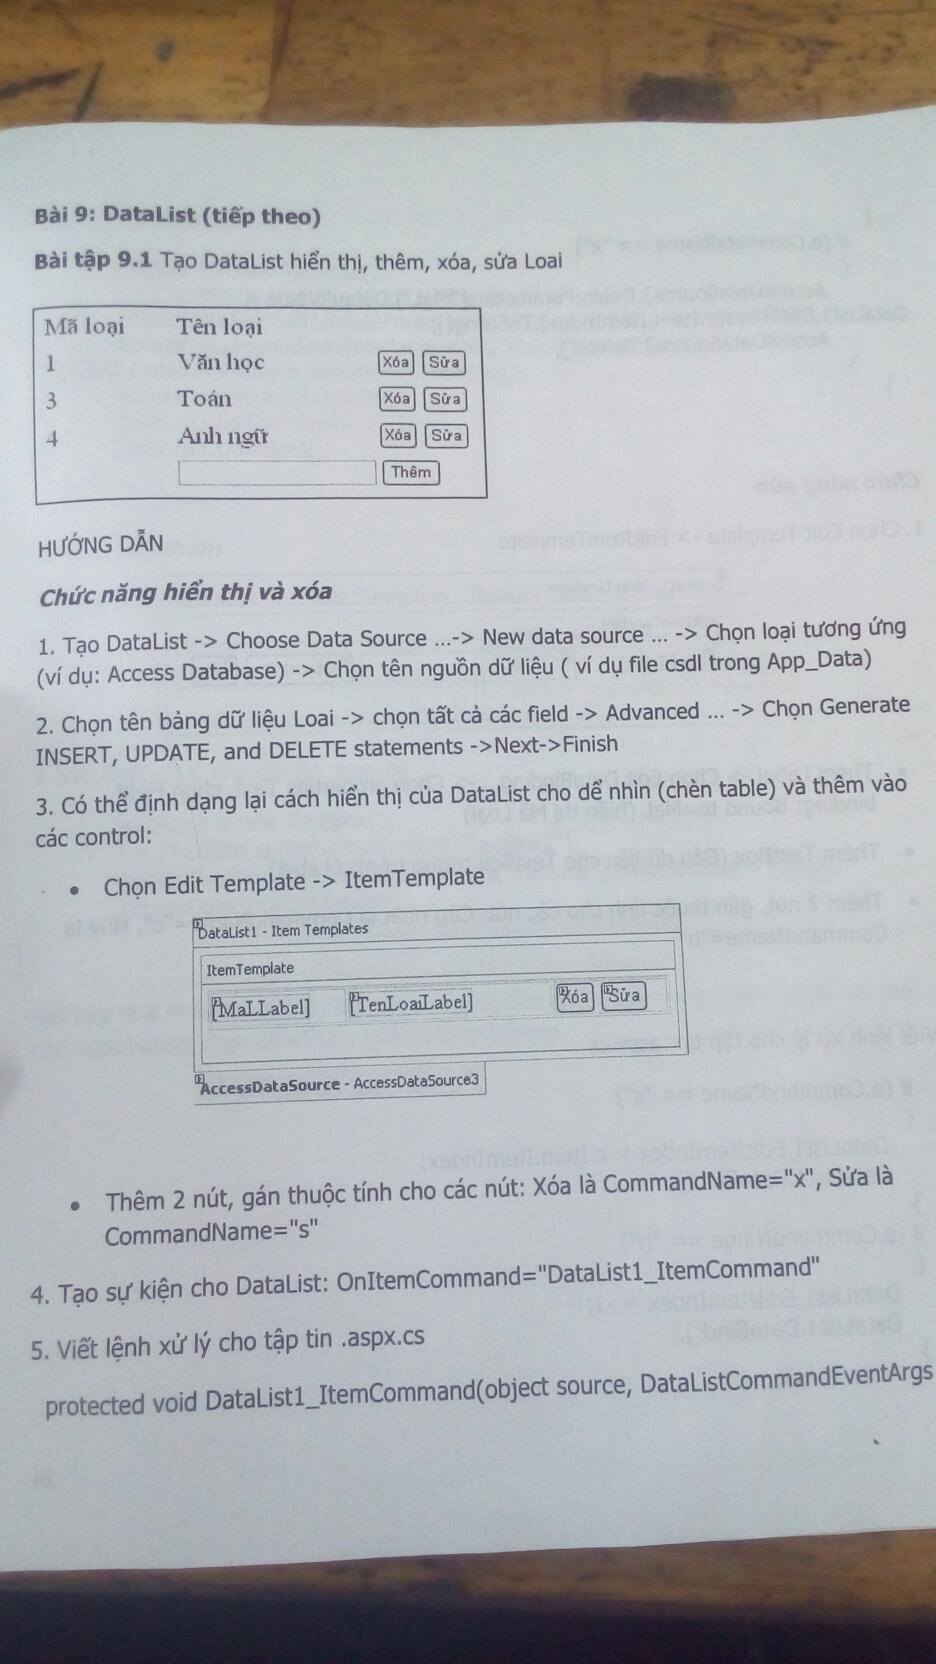 Bài 9: DataList (tiếp theo)
Bài tập 9.1 Tạo DataList hiển thị, thêm, xóa, sửa Loai
Mã loại Tên loại
1 Văn học Xóa Sửa
3 Toán Xóa Sửa
4 Anh ngữ Xóa Sửa
Thêm
HƯỚNG DẪN
Chức năng hiển thị và xóa
1. Tạo DataList -> Choose Data Source ...-> New data source ... -> Chọn loại tương ứng
(ví dụ: Access Database) -> Chọn tên nguồn dữ liệu ( ví dụ file csdl trong App_Data)
2. Chọn tên bảng dữ liệu Loai -> chọn tất cả các field -> Advanced ... -> Chọn Generate
INSERT, UPDATE, and DELETE statements ->Next->Finish
3. Có thể định dạng lại cách hiển thị của DataList cho dể nhìn (chèn table) và thêm vào
các control:
• Chọn Edit Template -> ItemTemplate
DataList1 - Item Templates
ItemTemplate
[MaLLabel] [TenLoaiLabel] Xóa Sửa
AccessDataSource - AccessDataSource3
• Thêm 2 nút, gán thuộc tính cho các nút: Xóa là CommandName="x", Sửa là
CommandName="s"
4. Tạo sự kiện cho DataList: OnItemCommand="DataList1_ItemCommand"
5. Viết lệnh xử lý cho tập tin .aspx.cs
protected void DataList1_ItemCommand(object source, DataListCommandEventArgs